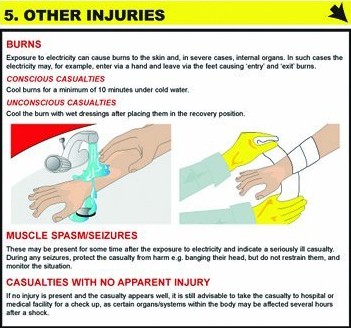 5. OTHER INJURIES
BURNS
Exposure to electricity can cause burns to the skin and, in severe cases, internal organs. In such cases the
electricity may, for example, enter via a hand and leave via the feet causing 'entry' and 'exit' burns.
CONSCIOUS CASUALTIES
Cool burns for a minimum of 10 minutes under cold water.
UNCONSCIOUS CASUALTIES
Cool the burn with wet dressings after placing them in the recovery position.
MUSCLE SPASM/SEIZURES
These may be present for some time after the exposure to electricity and indicate a seriously ill casualty.
During any seizures, protect the casualty from harm e.g. banging their head, but do not restrain them, and
monitor the situation.
CASUALTIES WITH NO APPARENT INJURY
If no injury is present and the casualty appears well, it is still advisable to take the casualty to hospital or
medical facility for a check up, as certain organs/systems within the body may be affected several hours
after a shock.